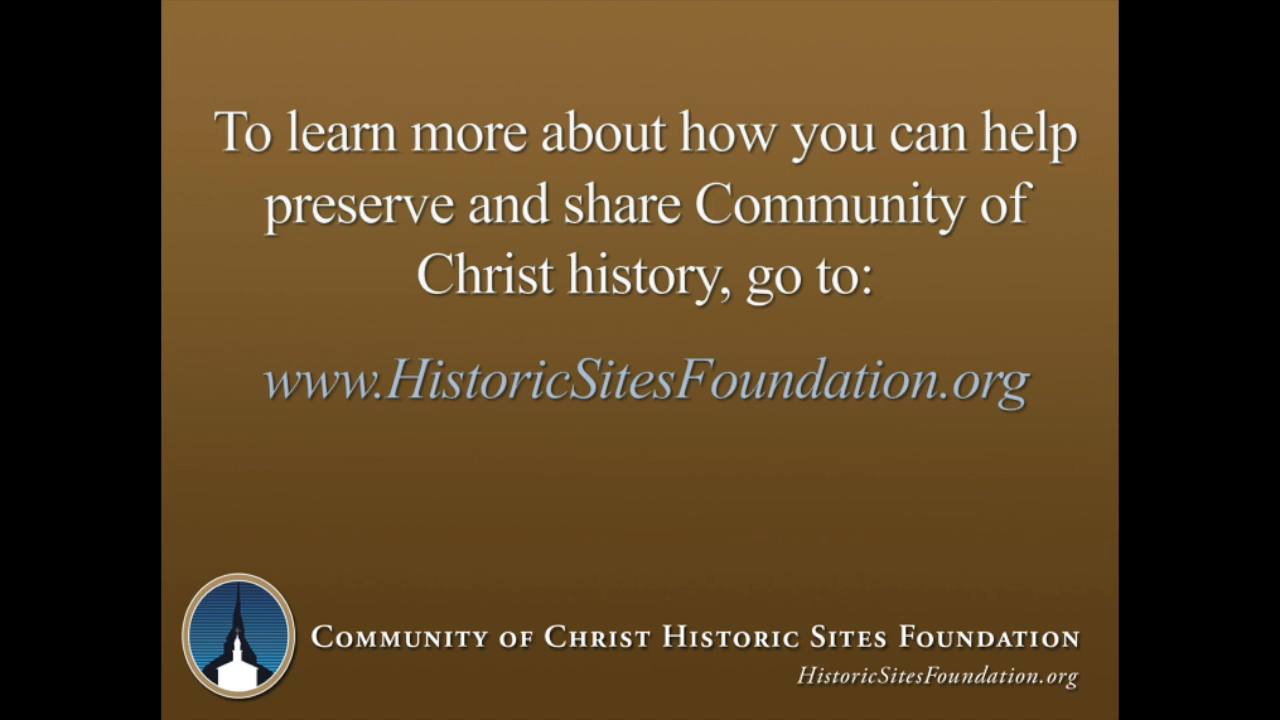 To learn more about how you can help
preserve and share Community of
Christ history, go to:
www.HistoricSitesFoundation.org
Community of Christ Historic Sites Foundation
HistoricSitesFoundation.org